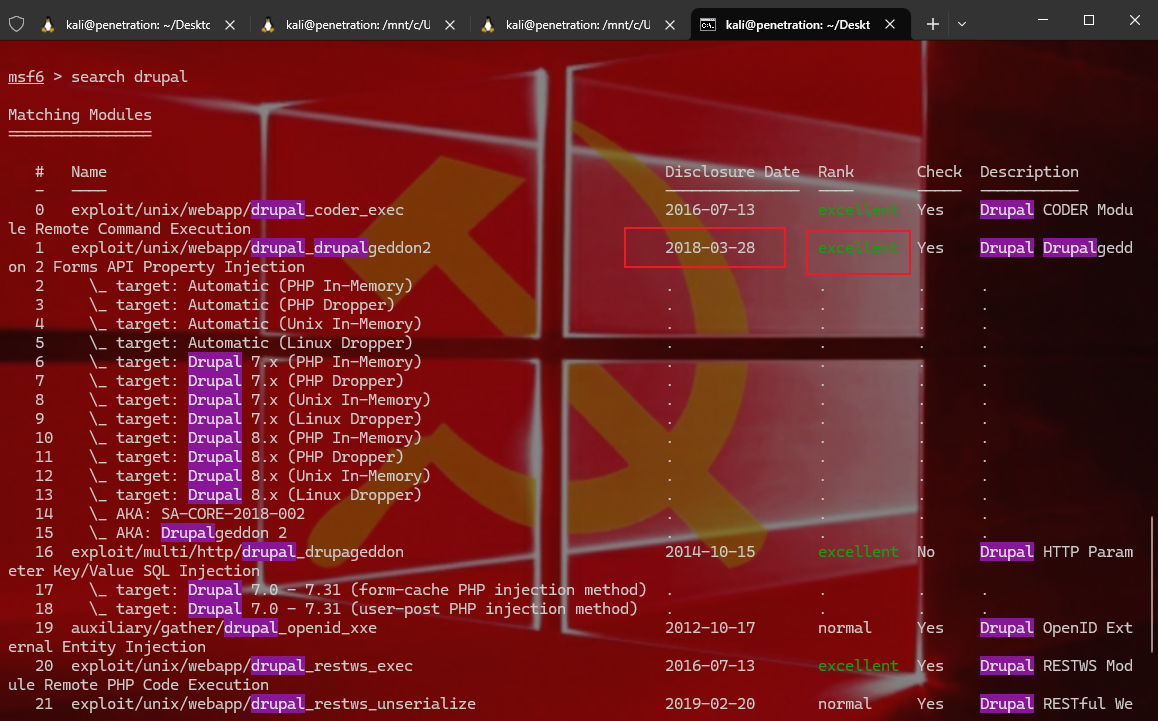 kali@penetration: ~/Desktc
kali@penetration: /mnt/c/U
kali@penetration: /mnt/c/U
kali@penetration: ~/Deskt
msf6 > search drupal
Matching Modules
================
# Name Disclosure Date Rank Check Description
- ---- --------------- ---- ----- -----------
0 exploit/unix/webapp/drupal_coder_exec 2016-07-13 excellent Yes Drupal CODER Modu
le Remote Command Execution
1 exploit/unix/webapp/drupal_drupalgeddon2 2018-03-28 excellent Yes Drupal Drupalgedd
on 2 Forms API Property Injection
2 \_ target: Automatic (PHP In-Memory) . . . .
3 \_ target: Automatic (PHP Dropper) . . . .
4 \_ target: Automatic (Unix In-Memory) . . . .
5 \_ target: Automatic (Linux Dropper) . . . .
6 \_ target: Drupal 7.x (PHP In-Memory) . . . .
7 \_ target: Drupal 7.x (PHP Dropper) . . . .
8 \_ target: Drupal 7.x (Unix In-Memory) . . . .
9 \_ target: Drupal 7.x (Linux Dropper) . . . .
10 \_ target: Drupal 8.x (PHP In-Memory) . . . .
11 \_ target: Drupal 8.x (PHP Dropper) . . . .
12 \_ target: Drupal 8.x (Unix In-Memory) . . . .
13 \_ target: Drupal 8.x (Linux Dropper) . . . .
14 \_ AKA: SA-CORE-2018-002 . . . .
15 \_ AKA: Drupalgeddon 2 . . . .
16 exploit/multi/http/drupal_drupageddon 2014-10-15 excellent No Drupal HTTP Param
eter Key/Value SQL Injection
17 \_ target: Drupal 7.0 - 7.31 (form-cache PHP injection method) . . . .
18 \_ target: Drupal 7.0 - 7.31 (user-post PHP injection method) . . . .
19 auxiliary/gather/drupal_openid_xxe 2012-10-17 normal Yes Drupal OpenID Ext
ernal Entity Injection
20 exploit/unix/webapp/drupal_restws_exec 2016-07-13 excellent Yes Drupal RESTWS Mod
ule Remote PHP Code Execution
21 exploit/unix/webapp/drupal_restws_unserialize 2019-02-20 normal Yes Drupal RESTful We